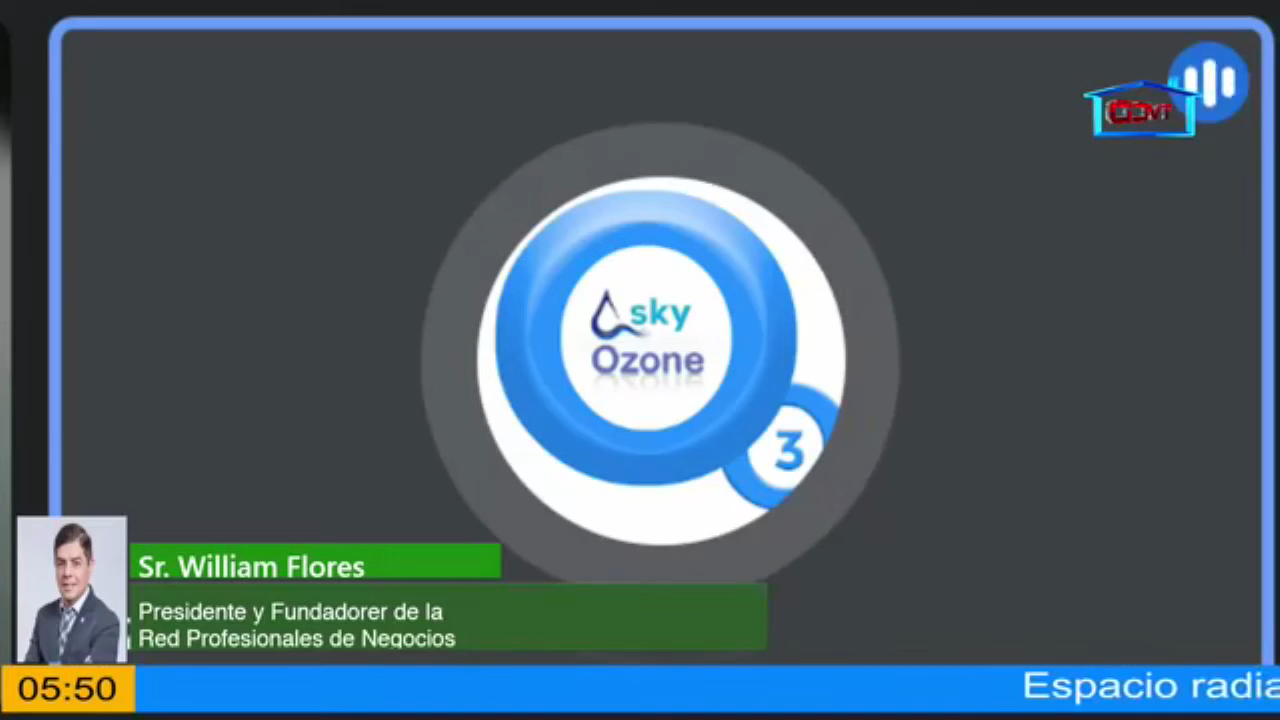 sky
Ozone
3
Sr. William Flores
Presidente y Fundadorer de la
Red Profesionales de Negocios
05:50
Espacio radia